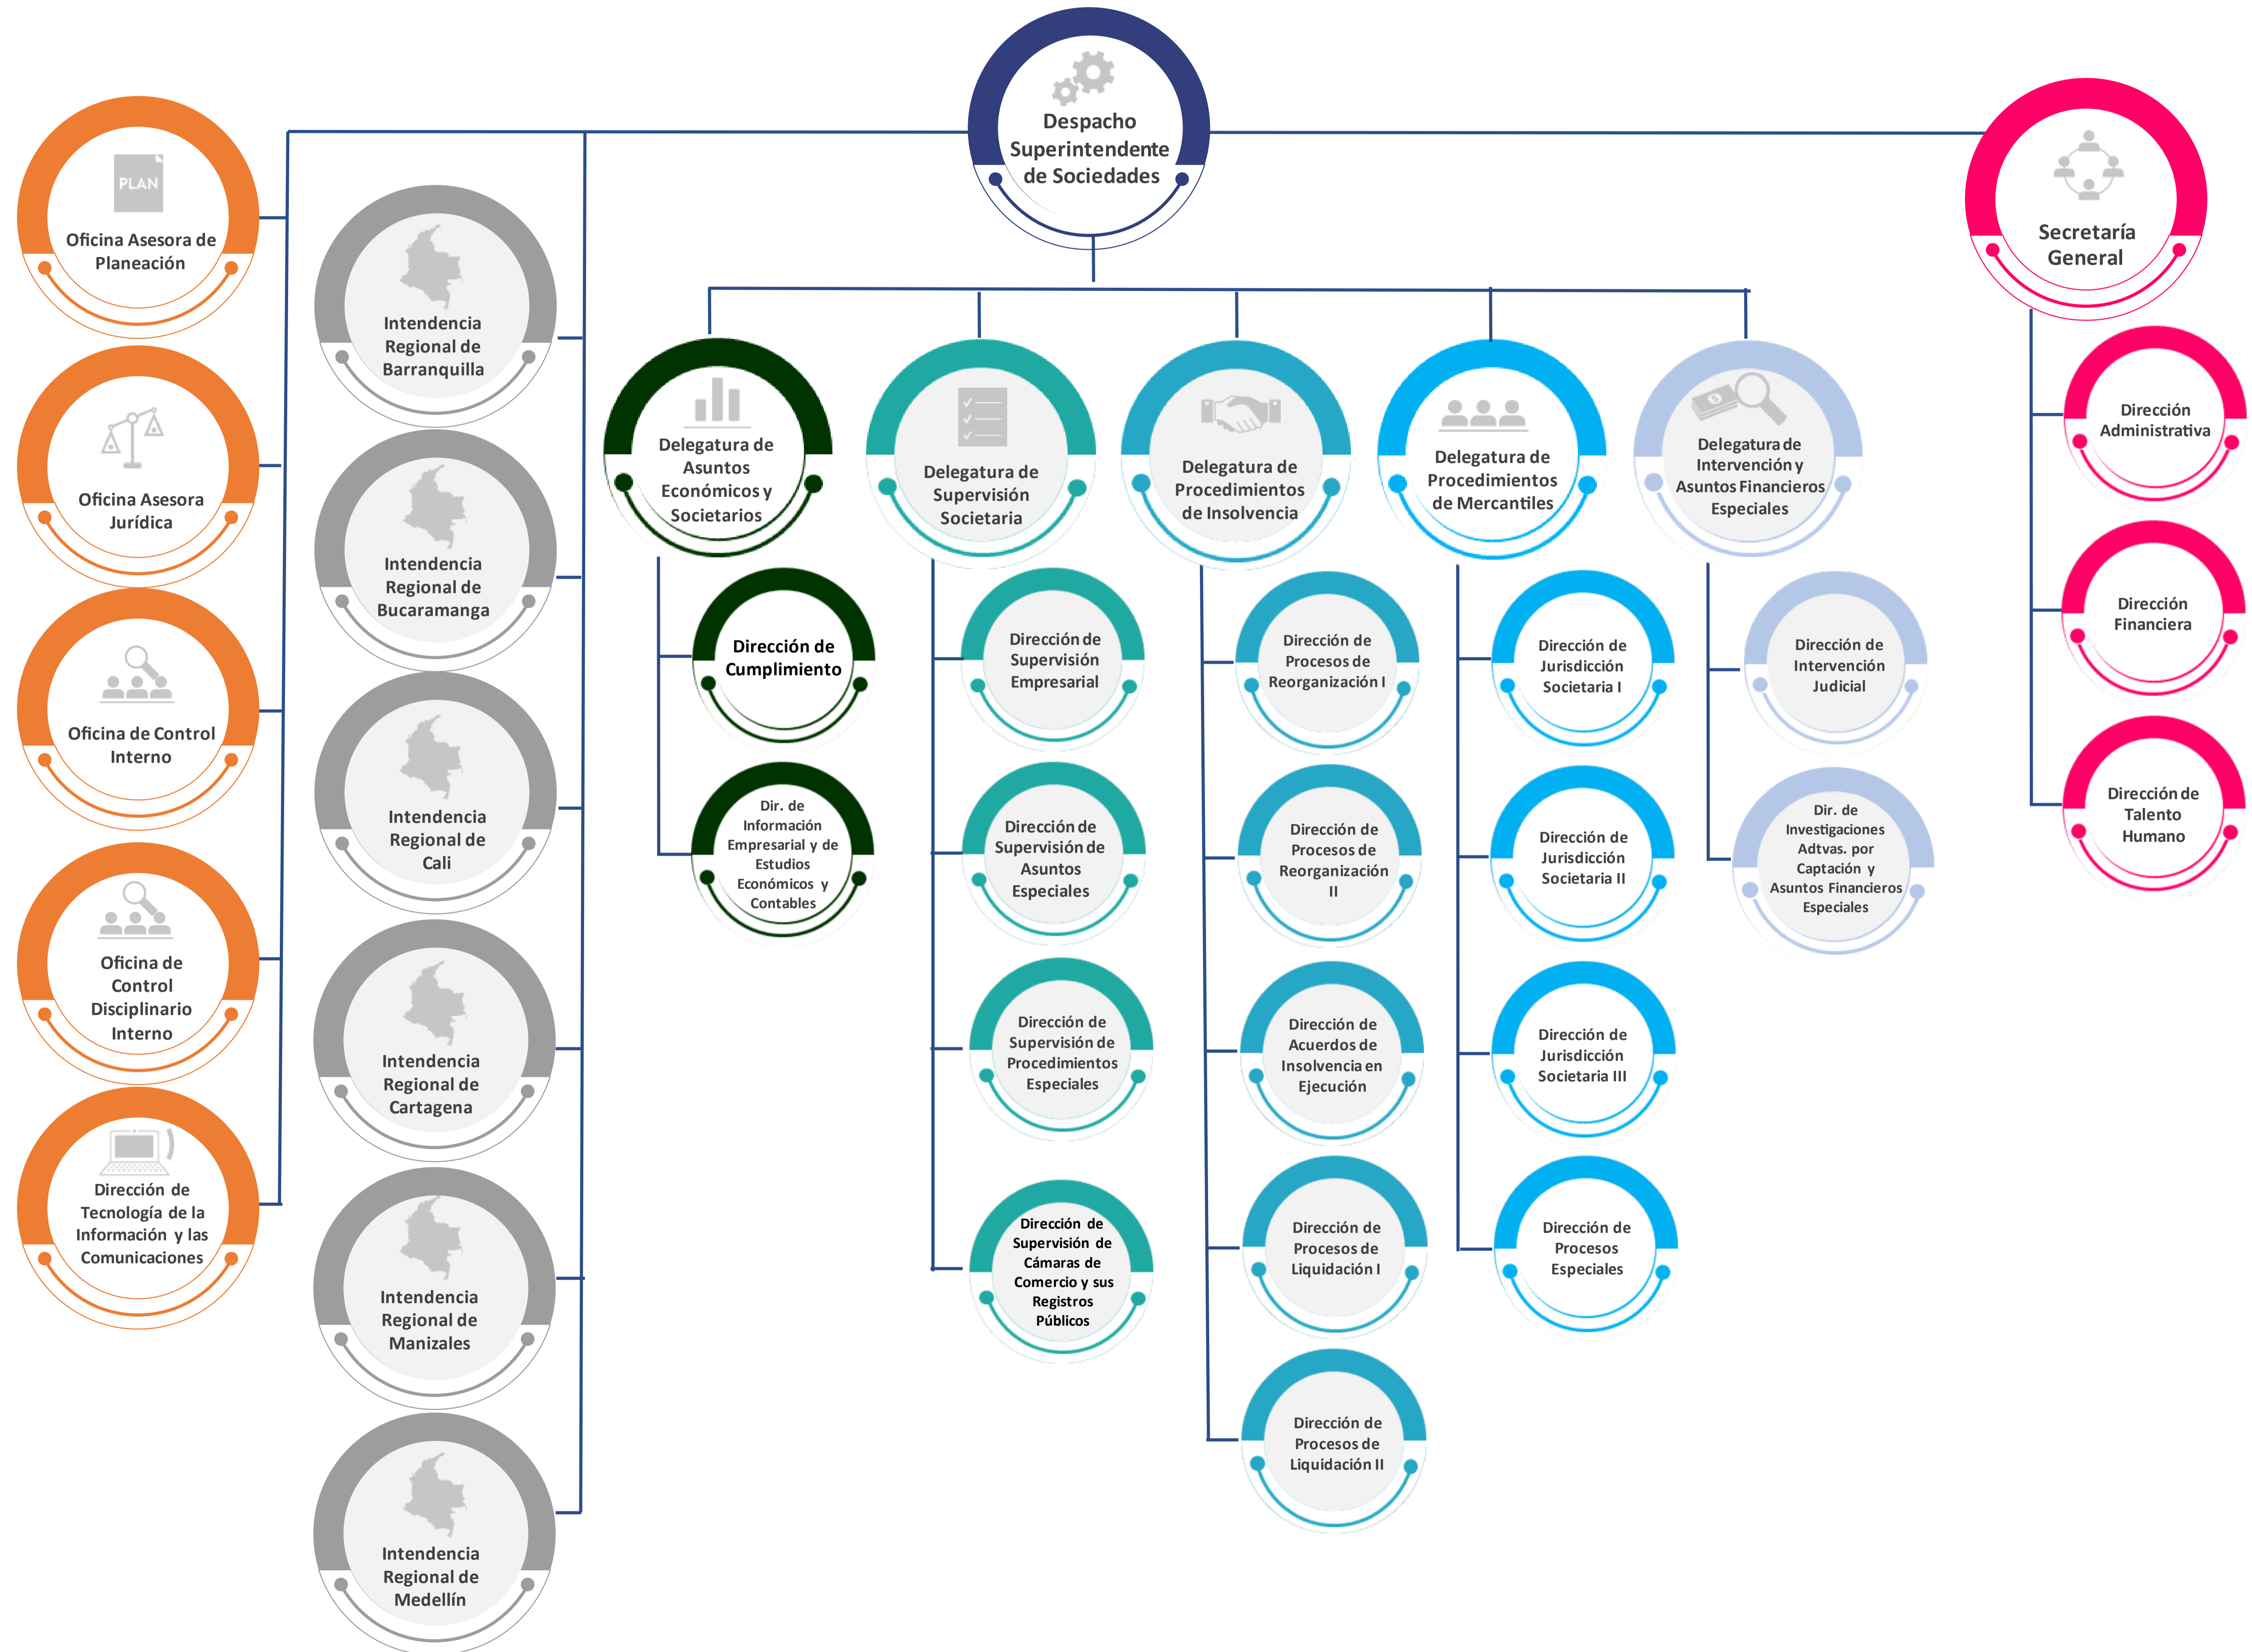 Despacho
Superintendente
de Sociedades
PLAN
Oficina Asesora de
Planeación
Oficina Asesora
Jurídica
Oficina de Control
Interno
Oficina de
Control
Disciplinario
Interno
Dirección de
Tecnología de la
Información y las
Comunicaciones
Intendencia
Regional de
Barranquilla
Intendencia
Regional de
Bucaramanga
Intendencia
Regional de
Cali
Intendencia
Regional de
Cartagena
Intendencia
Regional de
Manizales
Intendencia
Regional de
Medellín
Delegatura de
Asuntos
Económicos y
Societarios
Dirección de
Cumplimiento
Dir. de
Información
Empresarial y de
Estudios
Económicos y
Contables
Delegatura de
Supervisión
Societaria
Dirección de
Supervisión
Empresarial
Dirección de
Supervisión de
Asuntos
Especiales
Dirección de
Supervisión de
Procedimientos
Especiales
Dirección de
Supervisión de
Cámaras de
Comercio y sus
Registros
Públicos
Delegatura de
Procedimientos
de Insolvencia
Dirección de
Procesos de
Reorganización I
Dirección de
Procesos de
Reorganización
II
Dirección de
Acuerdos de
Insolvencia en
Ejecución
Dirección de
Procesos de
Liquidación I
Dirección de
Procesos de
Liquidación II
Delegatura de
Procedimientos
de Mercantiles
Dirección de
Jurisdicción
Societaria I
Dirección de
Jurisdicción
Societaria II
Dirección de
Jurisdicción
Societaria III
Dirección de
Procesos
Especiales
$
Delegatura de
Intervención y
Asuntos Financieros
Especiales
Dirección de
Intervención
Judicial
Dir. de
Investigaciones
Adtvas. por
Captación y
Asuntos Financieros
Especiales
Secretaría
General
Dirección
Administrativa
Dirección
Financiera
Dirección de
Talento
Humano